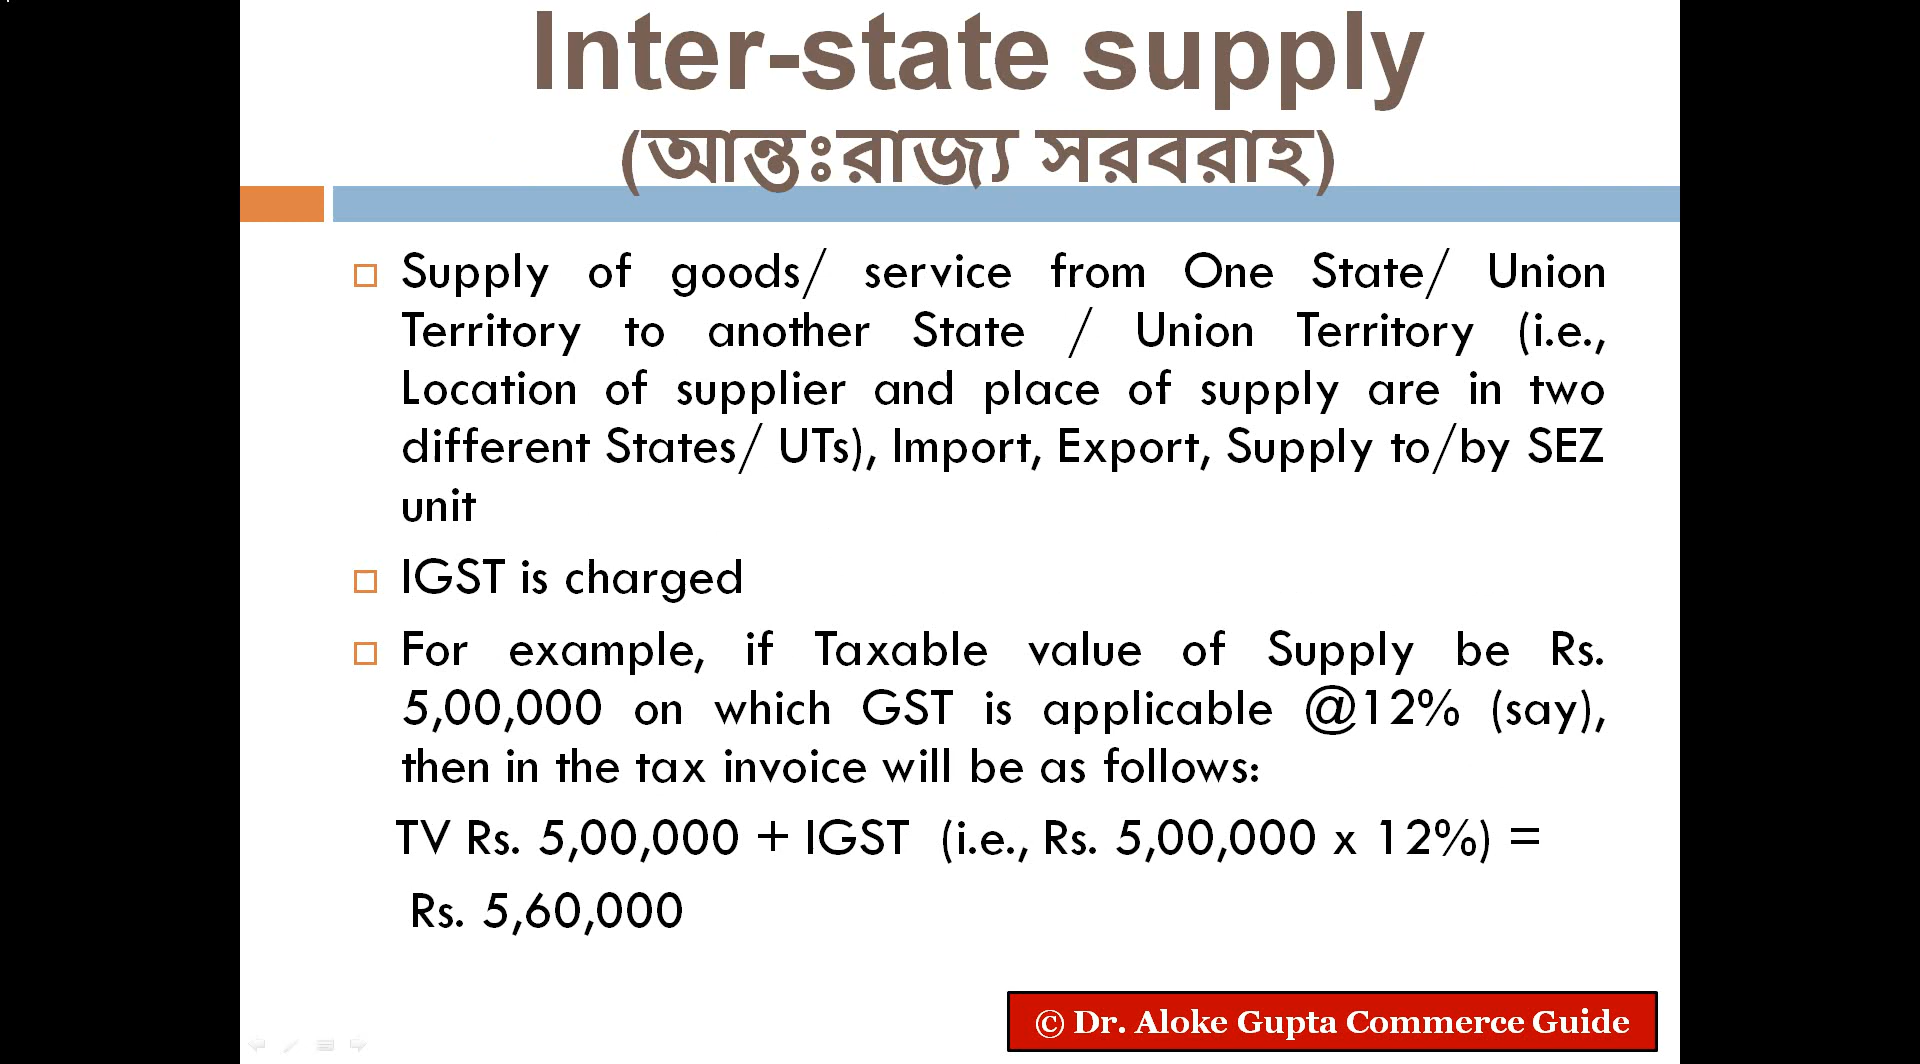 Inter-state supply
(আন্তঃরাজ্য সরবরাহ)
Supply of goods/ service from One State/ Union
Territory to another State / Union Territory (i.e.,
Location of supplier and place of supply are in two
different States/ UTs), Import, Export, Supply to/by SEZ
unit
IGST is charged
For example, if Taxable value of Supply be Rs.
5,00,000 on which GST is applicable @12% (say),
then in the tax invoice will be as follows:
TV Rs. 5,00,000 + IGST (i.e., Rs. 5,00,000 x 12%) =
Rs. 5,60,000
© Dr. Aloke Gupta Commerce Guide